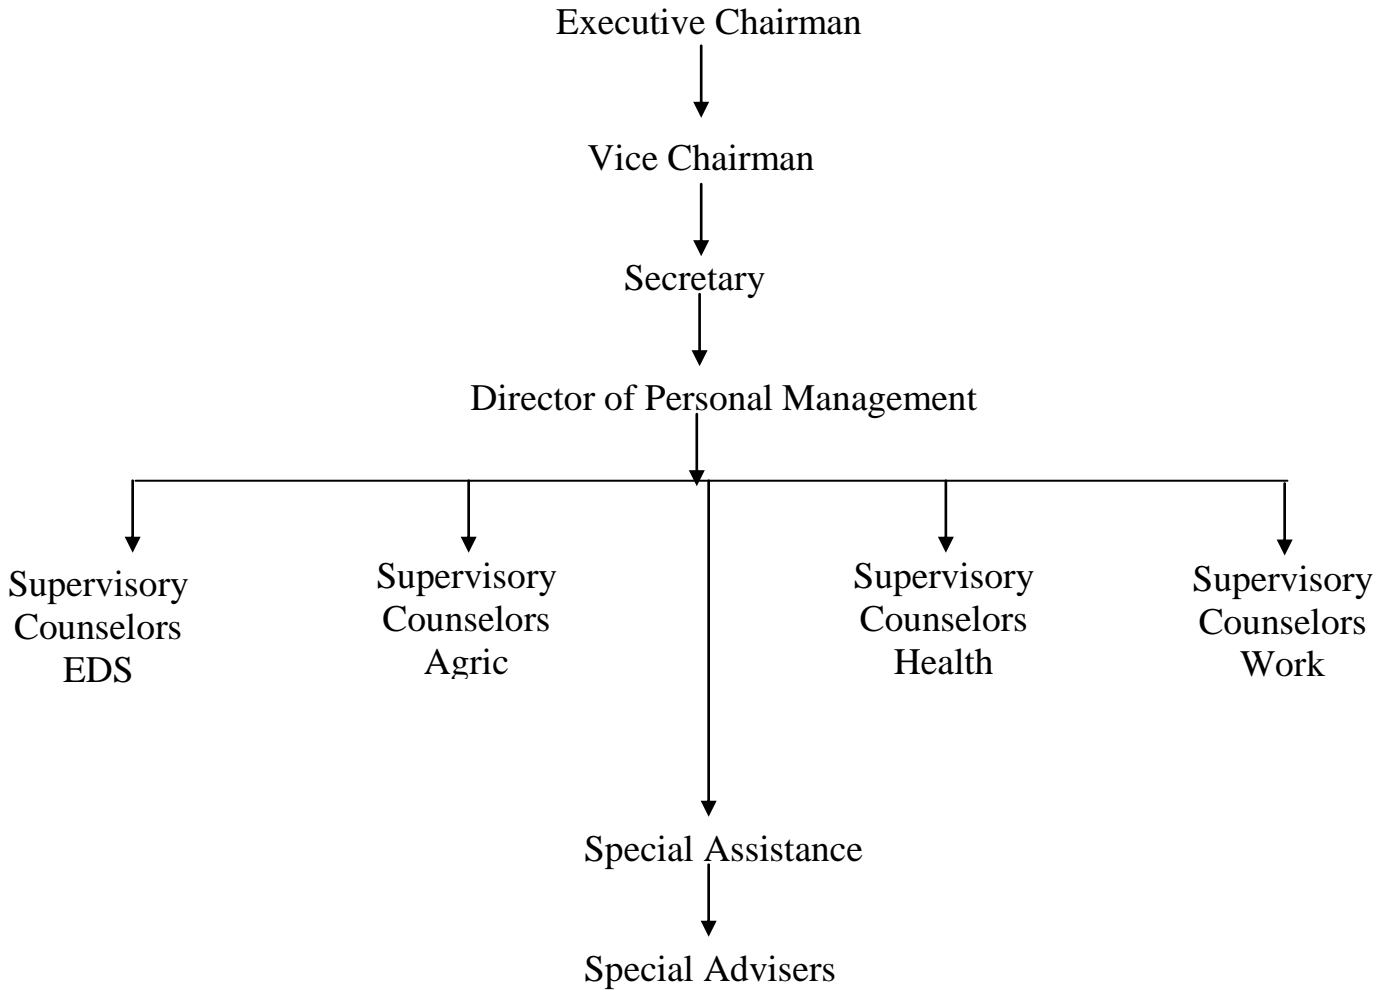 Executive Chairman
Vice Chairman
Secretary
Director of Personal Management
Supervisory
Counselors
EDS
Supervisory
Counselors
Agric
Supervisory
Counselors
Health
Supervisory
Counselors
Work
Special Assistance
Special Advisers